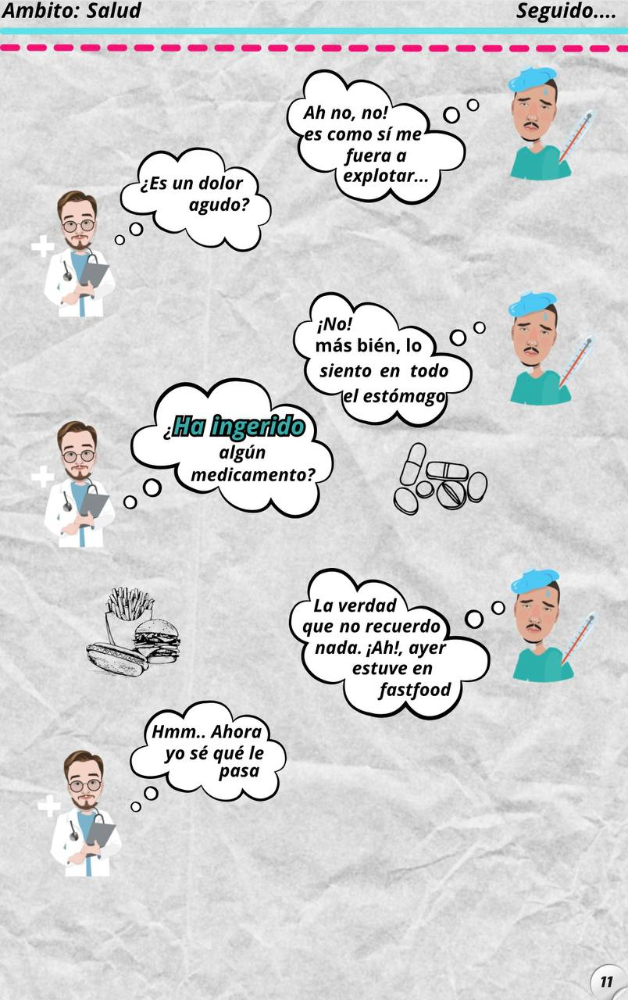 Ambito: Salud
Seguido....
Ah no, no!
es como sí me
fuera a
explotar...
¿Es un dolor
agudo?
¡No!
más bién, lo
siento en todo
el estómago
¿Ha ingerido
algún
medicamento?
La verdad
que no recuerdo
nada. ¡Ah!, ayer
estuve en
fastfood
Hmm.. Ahora
yo sé qué le
pasa
11